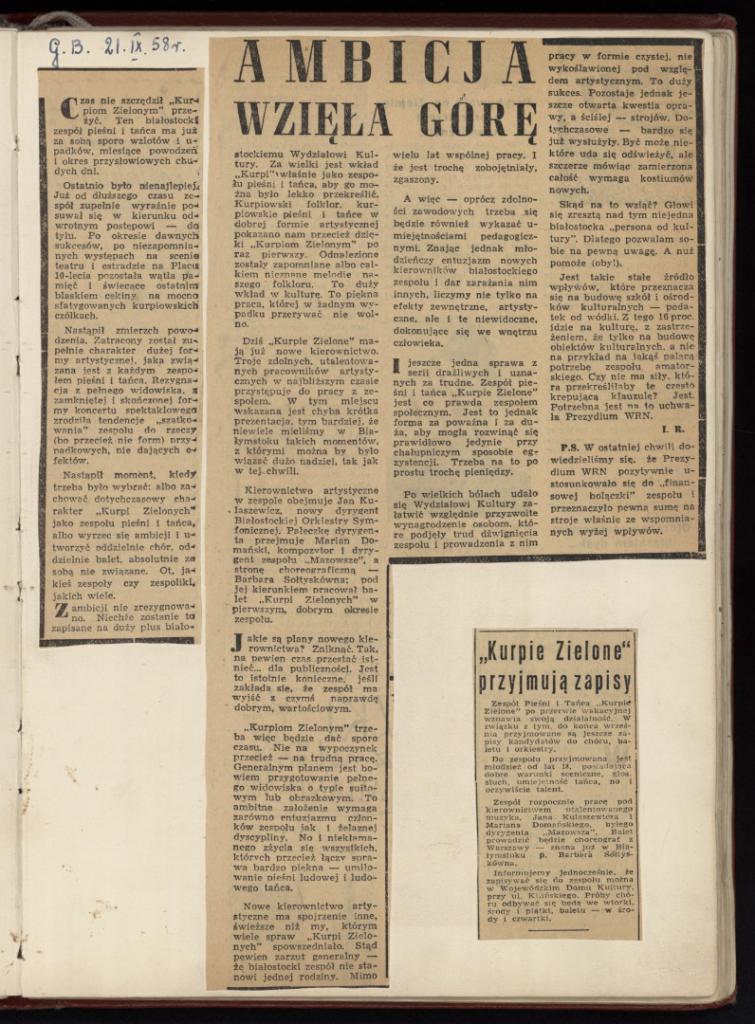 G.B. 21.IX.58r.
AMBICJA
WZIĘŁA GÓRĘ
Czas nie szczędził „Kur-
piom Zielonym" prze-
żyć. Ten białostocki
zespół pieśni i tańca ma już
za sobą sporo wzlotów i u-
padków, miesiące powodzeń
i okres przysłowiowych chu-
dych dni.
Ostatnio było nienajlepiej.
Już od dłuższego czasu ze-
spół zupełnie wyraźnie po-
suwał się w kierunku od-
wrotnym postępowi — do
tyłu. Po okresie dawnych
sukcesów, po niezapomnia-
nych występach na scenie
teatru i estradzie na Placu
10-lecia pozostała wątła pa-
mięć i świecące ostatnim
blaskiem cekiny na mocno
sfatygowanych kurpiowskich
czółkach.
Nastąpił zmierzch powo-
dzenia. Zatracony został zu-
pełnie charakter dużej for-
my artystycznej, jaka zwią-
zana jest z każdym zespo-
łem pieśni i tańca. Rezygna-
cja z pełnego widowiska, z
zamkniętej i skończonej for-
my koncertu spektaklowego
zrodziła tendencje „szatko-
wania" zespołu do rzeczy
(bo przecież nie form) przy-
padkowych, nie dających e-
fektów.
Nastąpił moment, kiedy
trzeba było wybrać: albo za-
chować dotychczasowy cha-
rakter „Kurpi Zielonych"
jako zespołu pieśni i tańca,
albo wyrzec się ambicji i u-
tworzyć oddzielnie chór, od-
dzielnie balet, absolutnie ze
sobą nie związane. Ot, ja-
kieś zespoły czy zespoliki,
jakich wiele.
Z ambicji nie zrezygnowa-
no. Niechże zostanie to
zapisane na duży plus biało-
stockiemu Wydziałowi Kul-
tury. Za wielki jest wkład
„Kurpi" właśnie jako zespo-
łu pieśni i tańca, aby go mo-
żna było lekko przekreślić.
Kurpiowski folklor, kur-
piowskie pieśni i tańce w
dobrej formie artystycznej
pokazano nam przecież dzię-
ki „Kurpiom Zielonym" po
raz pierwszy. Odnalezione
zostały zapomniane albo cał-
kiem nieznane melodie na-
szego folkloru. To duży
wkład w kulturę. To piękna
praca, której w żadnym wy-
padku przerywać nie wol-
no.
Dziś „Kurpie Zielone" ma-
ją już nowe kierownictwo.
Troje zdolnych, utalentowa-
nych pracowników artysty-
cznych w najbliższym czasie
przystępuje do pracy z ze-
społem. W tym miejscu
wskazana jest chyba krótka
prezentacja, tym bardziej, że
niewiele mieliśmy w Bia-
łymstoku takich momentów,
z którymi można by było
wiązać dużo nadziei, tak jak
w tej chwili.
Kierownictwo artystyczne
w zespole obejmuje Jan Ku-
łaszewicz, nowy dyrygent
Białostockiej Orkiestry Sym-
fonicznej. Pałeczkę dyrygen-
ta przejmuje Marian Do-
mański, kompozytor i dyry-
gent zespołu „Mazowsze", a
stronę choreograficzną —
Barbara Sołtyskówna; pod
jej kierunkiem pracował ba-
let „Kurpi Zielonych" w
pierwszym, dobrym okresie
zespołu.
Jakie są plany nowego kie-
rownictwa? Zniknąć. Tak,
na pewien czas przestać ist-
nieć... dla publiczności. Jest
to istotnie konieczne, jeśli
zakłada się, że zespół ma
wyjść z czymś naprawdę
dobrym, wartościowym.
„Kurpiom Zielonym" trze-
ba więc będzie dać sporo
czasu. Nie na wypoczynek
przecież — na trudną pracę.
Generalnym planem jest bo-
wiem przygotowanie pełne-
go widowiska o typie suito-
wym lub obrazkowym. To
ambitne założenie wymaga
zarówno entuzjazmu człon-
ków zespołu jak i żelaznej
dyscypliny. No i niekłama-
nego zżycia się wszystkich,
których przecież łączy spra-
wa bardzo piękna — umiło-
wanie pieśni ludowej i ludo-
wego tańca.
Nowe kierownictwo arty-
styczne ma spojrzenie inne,
świeższe niż my, którym
wiele spraw „Kurpi Zielo-
nych" spowszedniało. Stąd
pewien zarzut generalny —
że białostocki zespół nie sta-
nowi jednej rodziny. Mimo
wielu lat wspólnej pracy. I
że jest trochę zobojętniały,
zgaszony.
A więc — oprócz zdolno-
ści zawodowych trzeba się
będzie również wykazać u-
miejętnościami pedagogicz-
nymi. Znając jednak mło-
dzieńczy entuzjazm nowych
kierowników białostockiego
zespołu i dar zarażania nim
innych, liczymy nie tylko na
efekty zewnętrzne, artysty-
czne, ale i te niewidoczne,
dokonujące się we wnętrzu
człowieka.
I jeszcze jedna sprawa z
serii drażliwych i uzna-
nych za trudne. Zespół pie-
śni i tańca „Kurpie Zielone"
jest co prawda zespołem
społecznym. Jest to jednak
forma za poważna i za du-
ża, aby mogła rozwinąć się
prawidłowo jedynie przy
chałupniczym sposobie eg-
zystencji. Trzeba na to po
prostu trochę pieniędzy.
Po wielkich bólach udało
się Wydziałowi Kultury za-
łatwić względnie przyzwoite
wynagrodzenie osobom, któ-
re podjęły trud dźwignięcia
zespołu i prowadzenia z nim
pracy w formie czystej, nie
wykoślawionej pod wzglę-
dem artystycznym. To duży
sukces. Pozostaje jednak je-
szcze otwarta kwestia opra-
wy, a ściślej — strojów. Do-
tychczasowe — bardzo się
już wysłużyły. Być może nie-
które uda się odświeżyć, ale
szczerze mówiąc zamierzona
całość wymaga kostiumów
nowych.
Skąd na to wziąć? Głowi
się zresztą nad tym niejedna
białostocka „persona od kul-
tury". Dlatego pozwalam so-
bie na pewną uwagę. A nuż
pomoże (oby!).
Jest takie stałe źródło
wpływów, które przeznacza
się na budowę szkół i ośrod-
ków kulturalnych — poda-
tek od wódki. Z tego 16 proc.
idzie na kulturę, z zastrze-
żeniem, że tylko na budowę
obiektów kulturalnych, a nie
na przykład na jakąś palącą
potrzebę zespołu amator-
skiego. Czy nie ma siły, któ-
ra przekreśliłaby tę często
krępującą klauzulę? Jest.
Potrzebna jest na to uchwa-
ła Prezydium WRN.
I. R.
P.S. W ostatniej chwili do-
wiedzieliśmy się, że Prezy-
dium WRN pozytywnie u-
stosunkowało się do „finan-
sowej bolączki" zespołu i
przeznaczyło pewną sumę na
stroje właśnie ze wspomnia-
nych wyżej wpływów.
„Kurpie Zielone"
przyjmują zapisy
Zespół Pieśni i Tańca „Kurpie
Zielone" po przerwie wakacyjnej
wznawia swoją działalność. W
związku z tym, do końca wrze-
śnia przyjmowane są jeszcze za-
pisy kandydatów do chóru, ba-
letu i orkiestry.
Do zespołu przyjmowana jest
młodzież od lat 18, posiadająca
dobre warunki sceniczne, głos,
słuch, umiejętność tańca, no i
oczywiście talent.
Zespół rozpocznie pracę pod
kierownictwem utalentowanego
muzyka, Jana Kułaszewicza i
Mariana Domańskiego, byłego
dyrygenta „Mazowsza". Balet
prowadzić będzie choreograf z
Warszawy — znana już w Bia-
łymstoku p. Barbara Sołtys-
kówna.
Informujemy jednocześnie, że
zapisywać się do zespołu można
w Wojewódzkim Domu Kultury,
przy ul. Kilińskiego. Próby chó-
ru odbywać się będą we wtorki,
środy i piątki, baletu — w śro-
dy i czwartki.